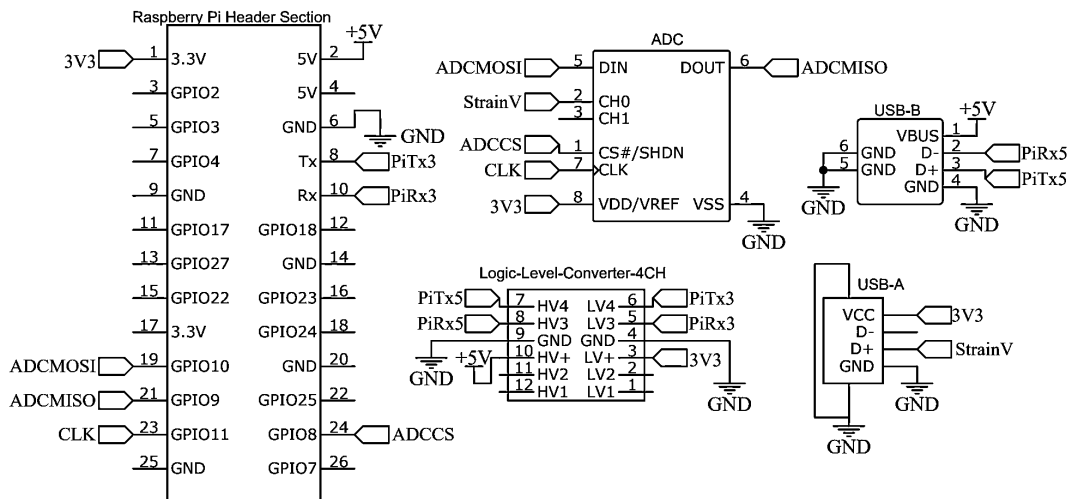 Raspberry Pi Header Section
3V3 1 3.3V 5V 2 +5V
3 GPIO2 5V 4
5 GPIO3 GND 6 GND
7 GPIO4 Tx 8 PiTx3
9 GND Rx 10 PiRx3
11 GPIO17 GPIO18 12
13 GPIO27 GND 14
15 GPIO22 GPIO23 16
17 3.3V GPIO24 18
ADCMOSI 19 GPIO10 GND 20
ADCMISO 21 GPIO9 GPIO25 22
CLK 23 GPIO11 GPIO8 24 ADCCS
25 GND GPIO7 26
ADC
ADCMOSI 5 DIN DOUT 6 ADCMISO
StrainV 2 CH0
3 CH1
ADCCS 1 CS#/SHDN
CLK 7 CLK
3V3 8 VDD/VREF VSS 4
GND
USB-B
+5V
VBUS 1
6 GND D- 2 PiRx5
5 GND D+ 3 PiTx5
GND 4
GND GND
Logic-Level-Converter-4CH
PiTx5 7 HV4 LV4 6 PiTx3
PiRx5 8 HV3 LV3 5 PiRx3
9 GND GND 4
+5V 10 HV+ LV+ 3 3V3
GND 11 HV2 LV2 2
12 HV1 LV1 1
GND
USB-A
VCC 3V3
D-
D+ StrainV
GND
GND
GND